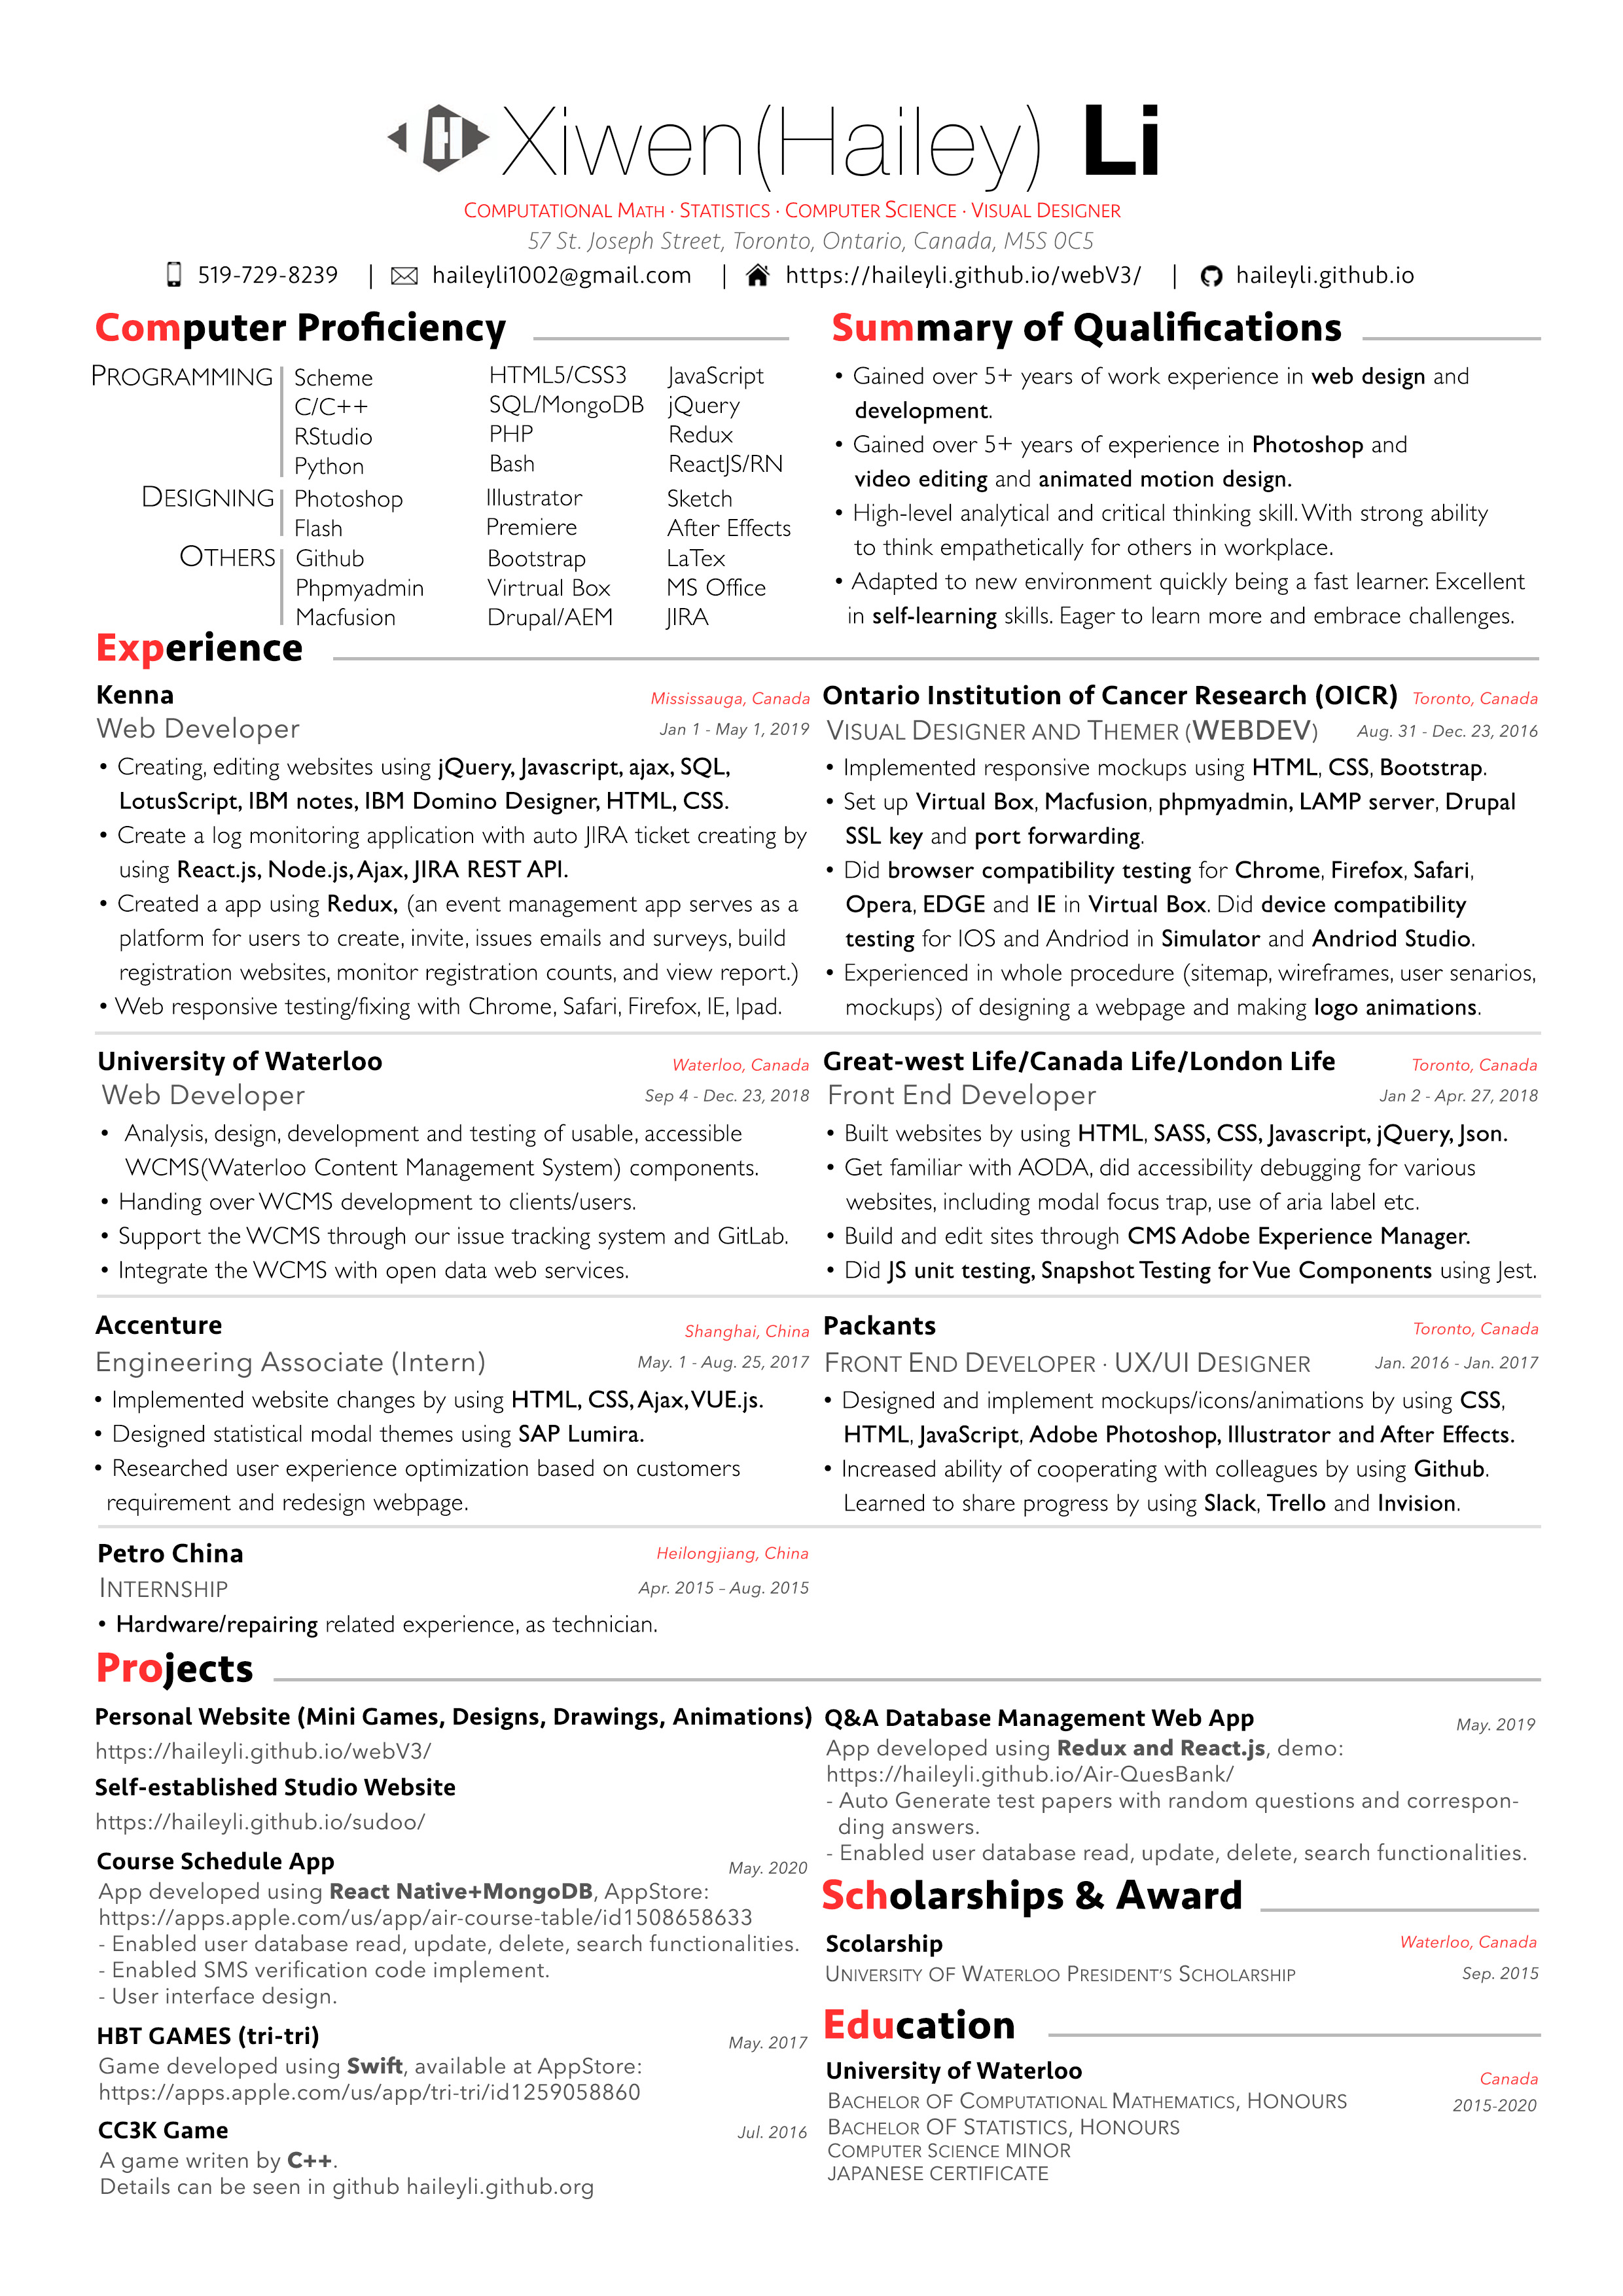 Xiwen(Hailey) Li
Computational Math · Statistics · Computer Science · Visual Designer
57 St. Joseph Street, Toronto, Ontario, Canada, M5S 0C5
519-729-8239 | haileyli1002@gmail.com | https://haileyli.github.io/webV3/ | haileyli.github.io
Computer Proficiency
Programming
Scheme HTML5/CSS3 JavaScript
C/C++ SQL/MongoDB jQuery
RStudio PHP Redux
Python Bash ReactJS/RN
Designing
Photoshop Illustrator Sketch
Flash Premiere After Effects
Others
Github Bootstrap LaTex
Phpmyadmin Virtrual Box MS Office
Macfusion Drupal/AEM JIRA
Summary of Qualifications
• Gained over 5+ years of work experience in web design and
development.
• Gained over 5+ years of experience in Photoshop and
video editing and animated motion design.
• High-level analytical and critical thinking skill. With strong ability
to think empathetically for others in workplace.
• Adapted to new environment quickly being a fast learner. Excellent
in self-learning skills. Eager to learn more and embrace challenges.
Experience
Kenna Mississauga, Canada
Web Developer Jan 1 - May 1, 2019
• Creating, editing websites using jQuery, Javascript, ajax, SQL,
LotusScript, IBM notes, IBM Domino Designer, HTML, CSS.
• Create a log monitoring application with auto JIRA ticket creating by
using React.js, Node.js, Ajax, JIRA REST API.
• Created a app using Redux, (an event management app serves as a
platform for users to create, invite, issues emails and surveys, build
registration websites, monitor registration counts, and view report.)
• Web responsive testing/fixing with Chrome, Safari, Firefox, IE, Ipad.
Ontario Institution of Cancer Research (OICR) Toronto, Canada
Visual Designer and Themer (WEBDEV) Aug. 31 - Dec. 23, 2016
• Implemented responsive mockups using HTML, CSS, Bootstrap.
• Set up Virtual Box, Macfusion, phpmyadmin, LAMP server, Drupal
SSL key and port forwarding.
• Did browser compatibility testing for Chrome, Firefox, Safari,
Opera, EDGE and IE in Virtual Box. Did device compatibility
testing for IOS and Andriod in Simulator and Andriod Studio.
• Experienced in whole procedure (sitemap, wireframes, user senarios,
mockups) of designing a webpage and making logo animations.
University of Waterloo Waterloo, Canada
Web Developer Sep 4 - Dec. 23, 2018
• Analysis, design, development and testing of usable, accessible
WCMS(Waterloo Content Management System) components.
• Handing over WCMS development to clients/users.
• Support the WCMS through our issue tracking system and GitLab.
• Integrate the WCMS with open data web services.
Great-west Life/Canada Life/London Life Toronto, Canada
Front End Developer Jan 2 - Apr. 27, 2018
• Built websites by using HTML, SASS, CSS, Javascript, jQuery, Json.
• Get familiar with AODA, did accessibility debugging for various
websites, including modal focus trap, use of aria label etc.
• Build and edit sites through CMS Adobe Experience Manager.
• Did JS unit testing, Snapshot Testing for Vue Components using Jest.
Accenture Shanghai, China
Engineering Associate (Intern) May. 1 - Aug. 25, 2017
• Implemented website changes by using HTML, CSS, Ajax, VUE.js.
• Designed statistical modal themes using SAP Lumira.
• Researched user experience optimization based on customers
requirement and redesign webpage.
Packants Toronto, Canada
Front End Developer · UX/UI Designer Jan. 2016 - Jan. 2017
• Designed and implement mockups/icons/animations by using CSS,
HTML, JavaScript, Adobe Photoshop, Illustrator and After Effects.
• Increased ability of cooperating with colleagues by using Github.
Learned to share progress by using Slack, Trello and Invision.
Petro China Heilongjiang, China
Internship Apr. 2015 – Aug. 2015
• Hardware/repairing related experience, as technician.
Projects
Personal Website (Mini Games, Designs, Drawings, Animations)
https://haileyli.github.io/webV3/
Self-established Studio Website
https://haileyli.github.io/sudoo/
Course Schedule App May. 2020
App developed using React Native+MongoDB, AppStore:
https://apps.apple.com/us/app/air-course-table/id1508658633
- Enabled user database read, update, delete, search functionalities.
- Enabled SMS verification code implement.
- User interface design.
HBT GAMES (tri-tri) May. 2017
Game developed using Swift, available at AppStore:
https://apps.apple.com/us/app/tri-tri/id1259058860
CC3K Game Jul. 2016
A game writen by C++.
Details can be seen in github haileyli.github.org
Q&A Database Management Web App May. 2019
App developed using Redux and React.js, demo:
https://haileyli.github.io/Air-QuesBank/
- Auto Generate test papers with random questions and correspon-
ding answers.
- Enabled user database read, update, delete, search functionalities.
Scholarships & Award
Scolarship Waterloo, Canada
University of Waterloo President's Scholarship Sep. 2015
Education
University of Waterloo Canada
Bachelor of Computational Mathematics, HONOURS 2015-2020
Bachelor OF Statistics, HONOURS
Computer Science MINOR
JAPANESE CERTIFICATE